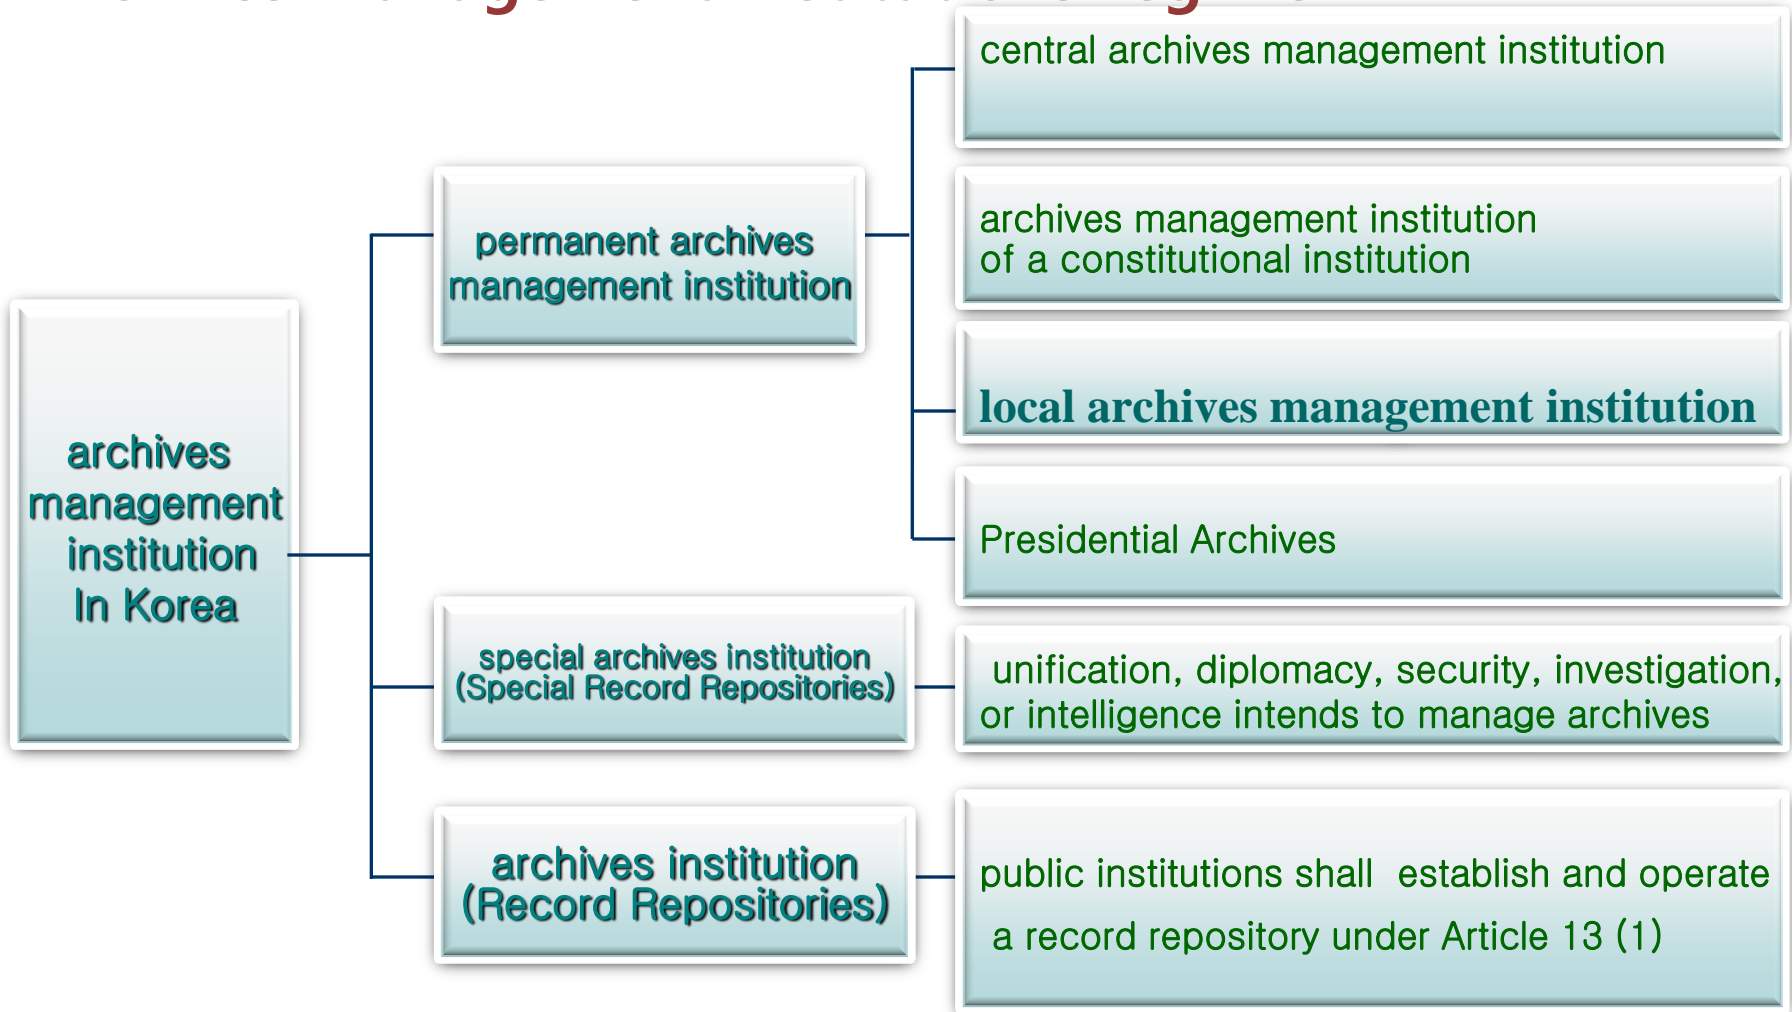 central archives management institution
archives management institution
of a constitutional institution
permanent archives
management institution
local archives management institution
archives
management
institution
In Korea
Presidential Archives
special archives institution
(Special Record Repositories)
unification, diplomacy, security, investigation,
or intelligence intends to manage archives
archives institution
(Record Repositories)
public institutions shall establish and operate
a record repository under Article 13 (1)